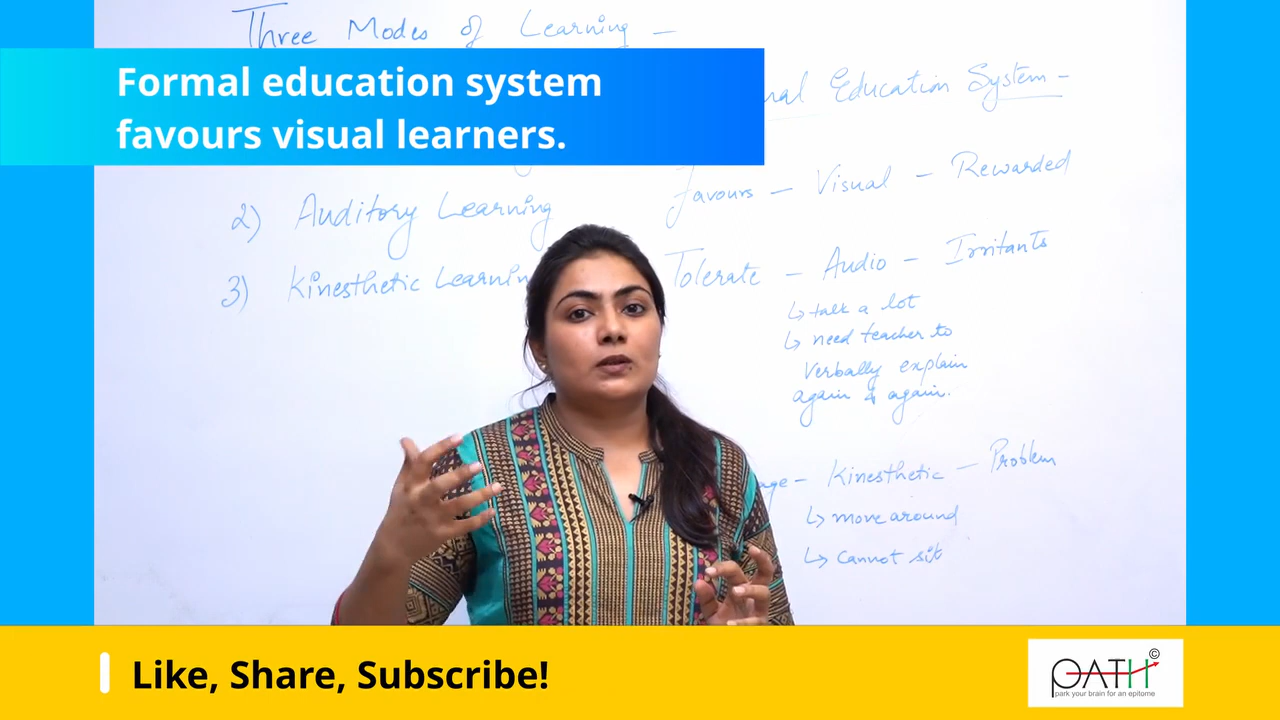 Three Modes of Learning –
Formal education system
favours visual learners.
Education System –
2) Auditory Learning
3) Kinesthetic Learnin
Favours – Visual – Rewarded
Tolerate – Audio – Irritants
↳ talk a lot
↳ need teacher to
verbally explain
again & again.
– Kinesthetic – Problem
↳ move around
↳ cannot sit
Like, Share, Subscribe!
PATH ©
park your brain for an epitome